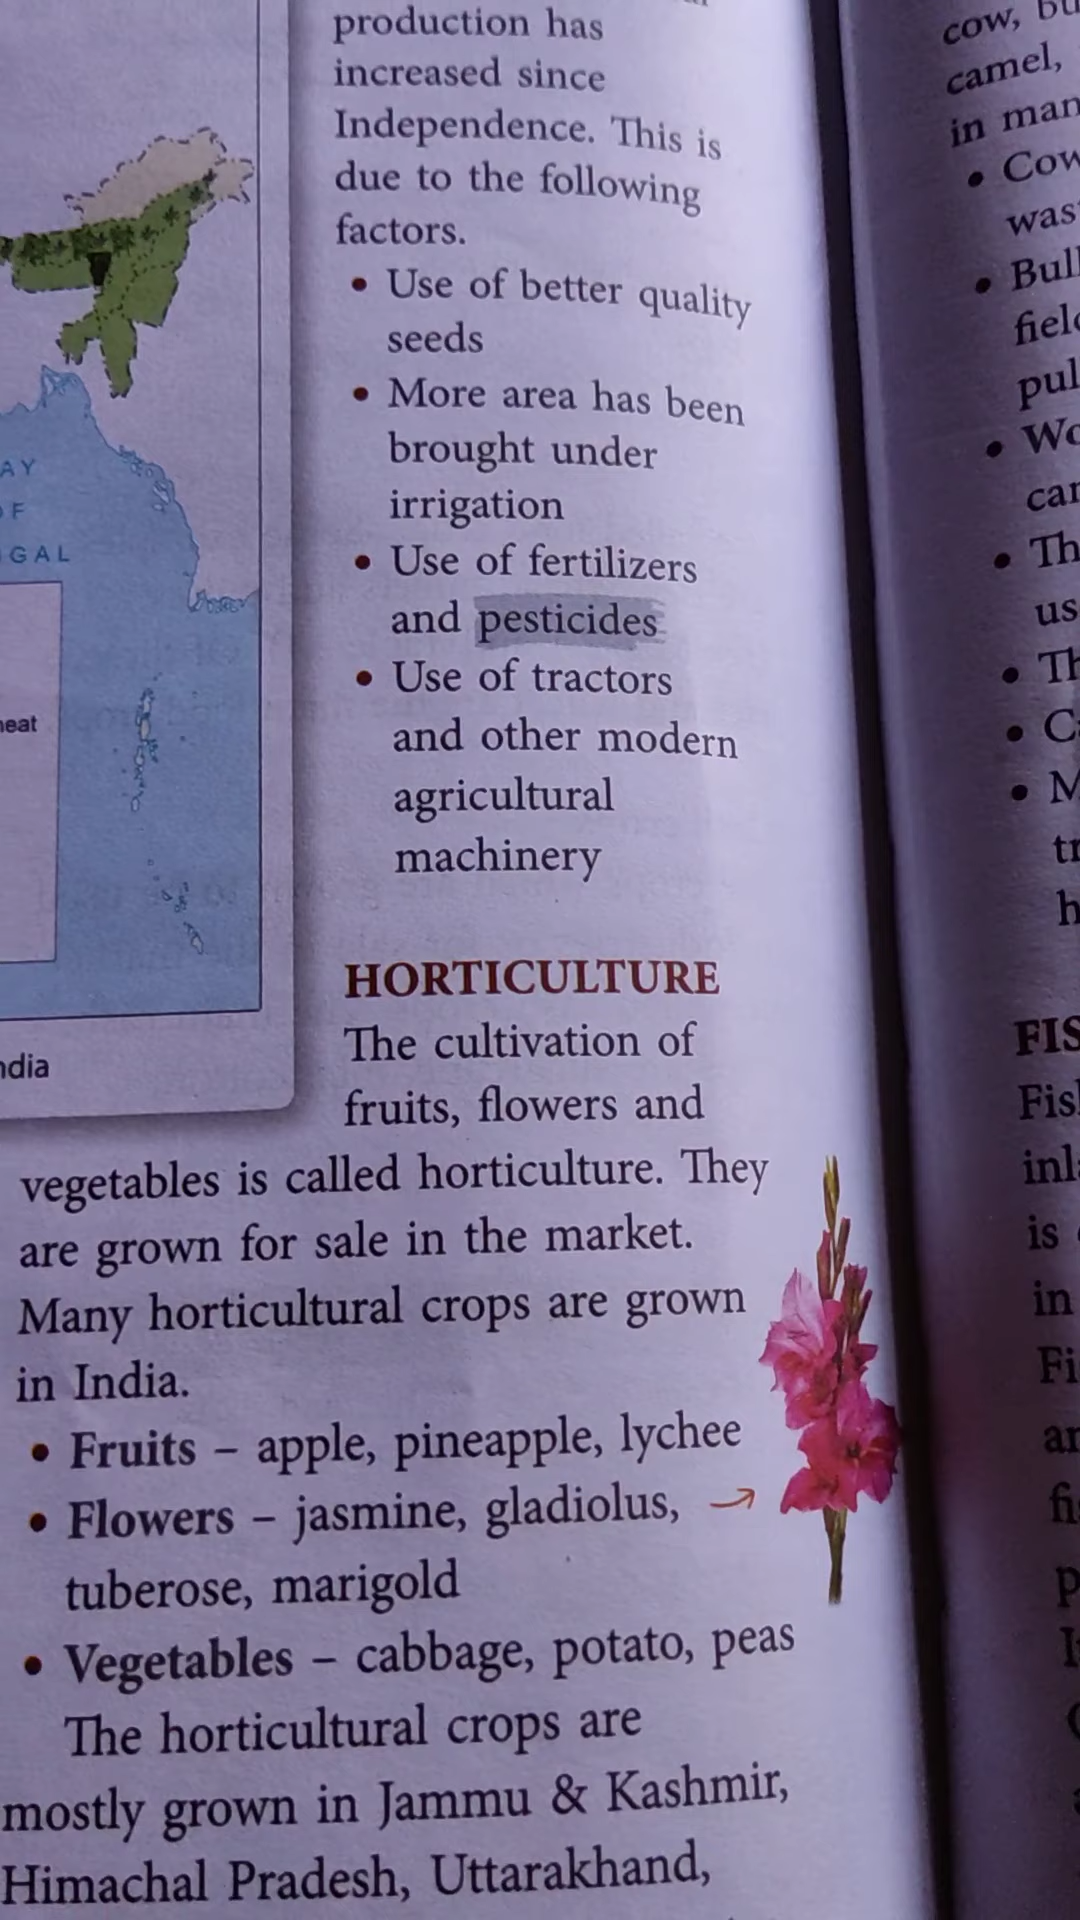 production has
increased since
Independence. This is
due to the following
factors.
• Use of better quality
seeds
• More area has been
brought under
irrigation
• Use of fertilizers
and pesticides
• Use of tractors
and other modern
agricultural
machinery
HORTICULTURE
The cultivation of
fruits, flowers and
vegetables is called horticulture. They
are grown for sale in the market.
Many horticultural crops are grown
in India.
• Fruits – apple, pineapple, lychee
• Flowers – jasmine, gladiolus,
tuberose, marigold
• Vegetables – cabbage, potato, peas
The horticultural crops are
mostly grown in Jammu & Kashmir,
Himachal Pradesh, Uttarakhand,
cow,
camel,
in
•
•
•
•
•
•
•
is
in